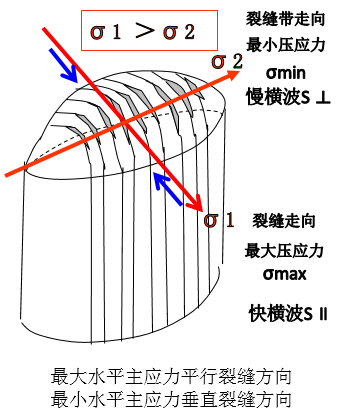 σ1 ＞σ2
裂缝带走向
最小压应力
σmin
慢横波S ⊥
σ2
σ1
裂缝走向
最大压应力
σmax
快横波S ‖
最大水平主应力平行裂缝方向
最小水平主应力垂直裂缝方向